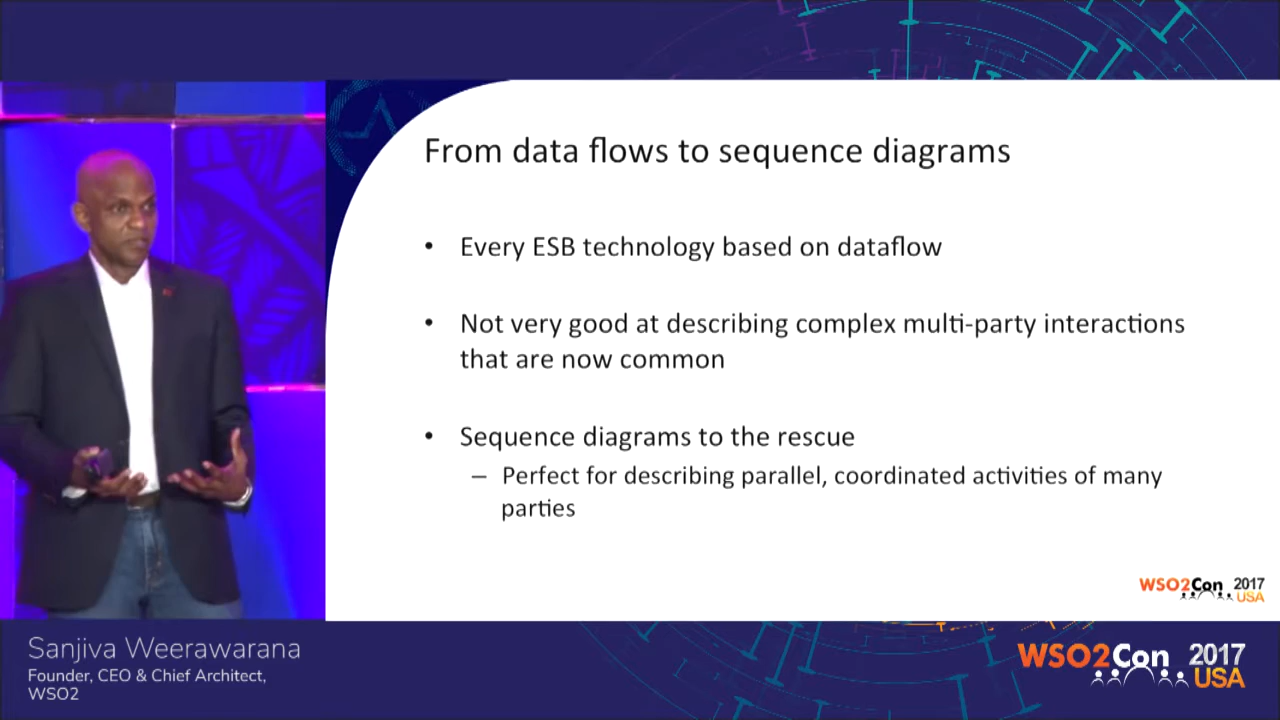 From data flows to sequence diagrams
• Every ESB technology based on dataflow
• Not very good at describing complex multi-party interactions
that are now common
• Sequence diagrams to the rescue
– Perfect for describing parallel, coordinated activities of many
parties
WSO2Con 2017
USA
Sanjiva Weerawarana
Founder, CEO & Chief Architect,
WSO2
WSO2Con 2017
USA